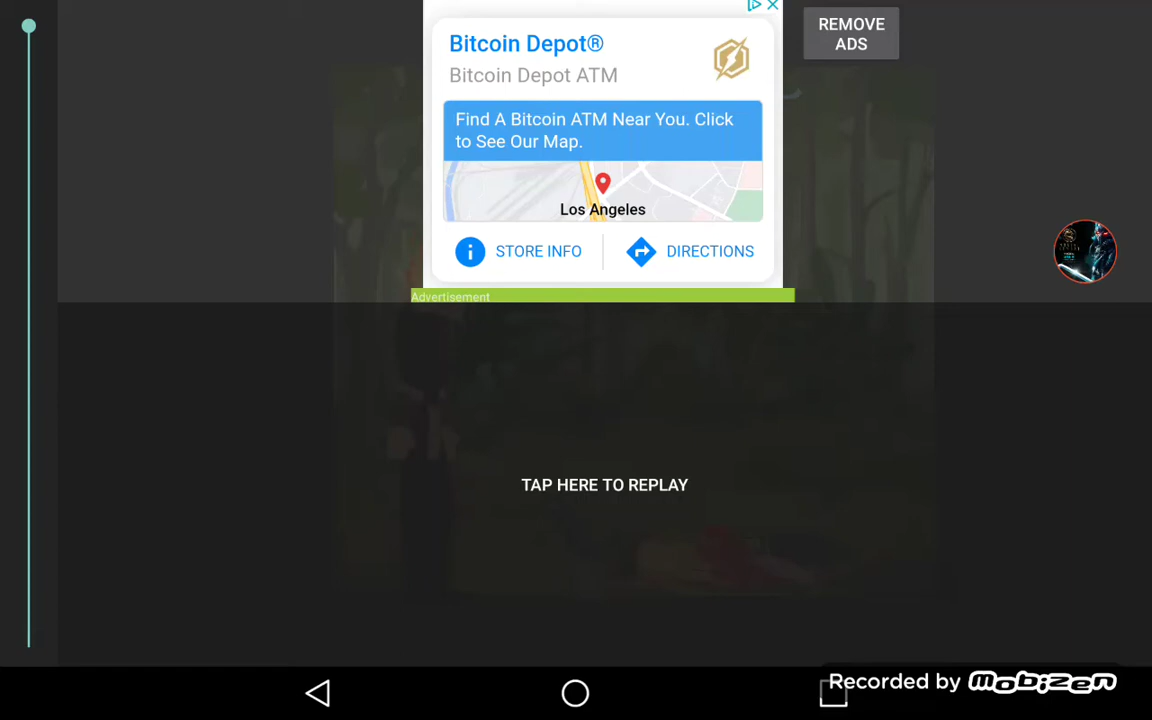 Bitcoin Depot®
Bitcoin Depot ATM
REMOVE
ADS
Find A Bitcoin ATM Near You. Click
to See Our Map.
Los Angeles
STORE INFO
DIRECTIONS
Advertisement
TAP HERE TO REPLAY
Recorded by mobizen